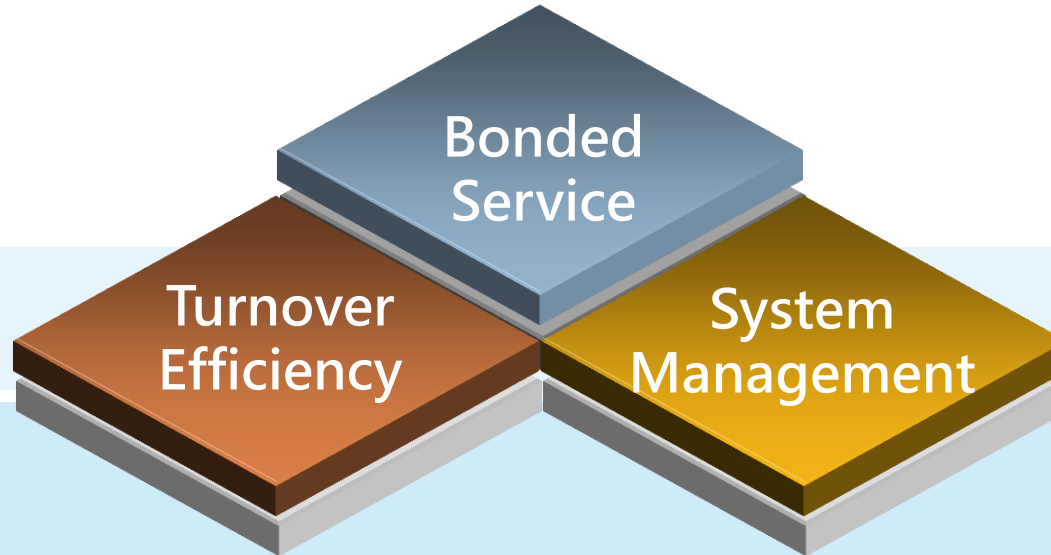 Bonded
Service
Turnover
Efficiency
System
Management